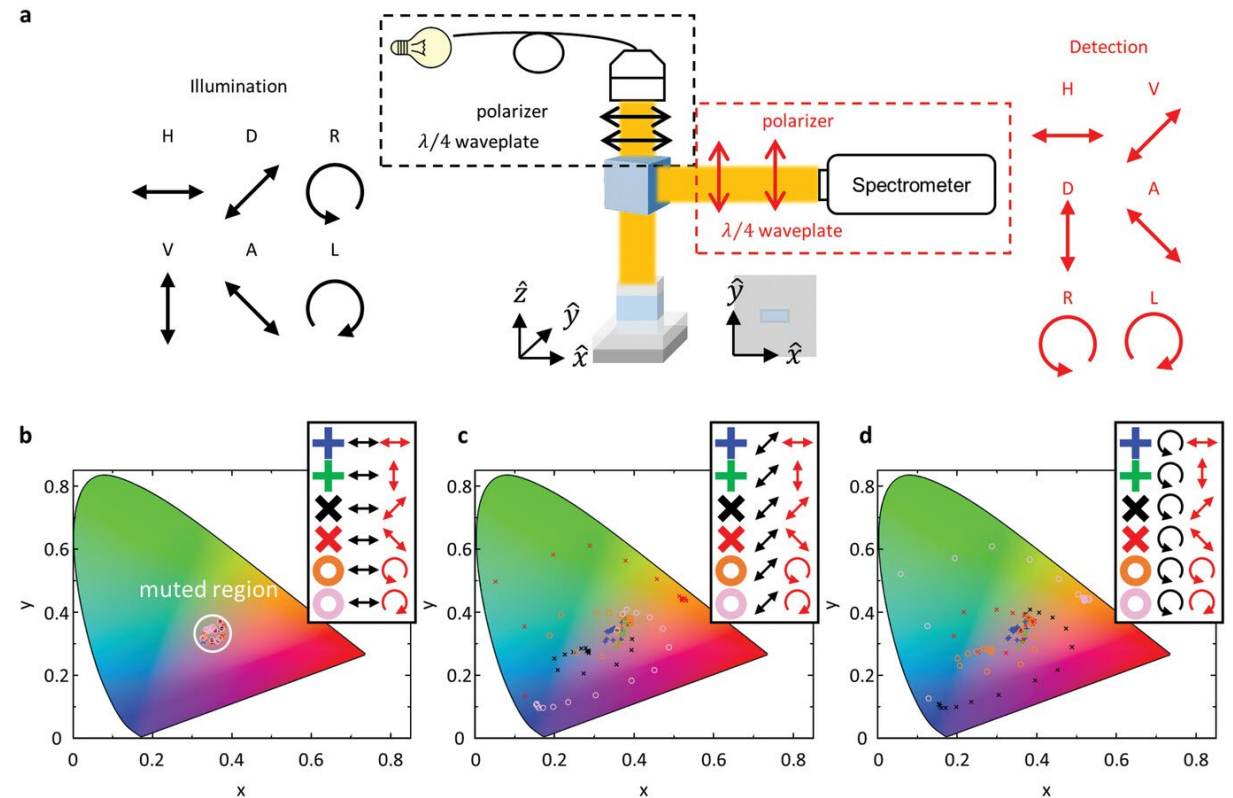 a
Illumination
H D R
V A L
polarizer
λ/4 waveplate
polarizer
λ/4 waveplate
Spectrometer
ẑ
ŷ
x̂
ŷ
x̂
Detection
H V
D A
R L
b
muted region
0.8
0.6
0.4
0.2
0
y
0 0.2 0.4 0.6 0.8
x
c
0.8
0.6
0.4
0.2
0
y
0 0.2 0.4 0.6 0.8
x
d
0.8
0.6
0.4
0.2
0
y
0 0.2 0.4 0.6 0.8
x